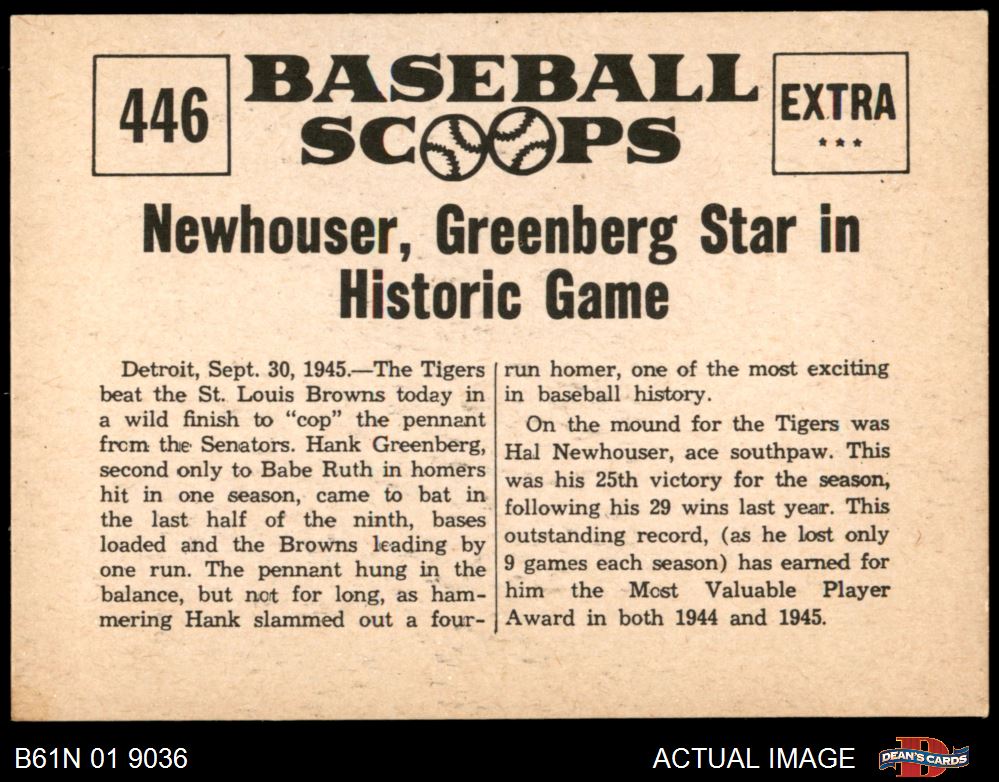 446
BASEBALL
SCOOPS
EXTRA
Newhouser, Greenberg Star in
Historic Game
Detroit, Sept. 30, 1945.—The Tigers
beat the St. Louis Browns today in
a wild finish to "cop" the pennant
from the Senators. Hank Greenberg,
second only to Babe Ruth in homers
hit in one season, came to bat in
the last half of the ninth, bases
loaded and the Browns leading by
one run. The pennant hung in the
balance, but not for long, as ham-
mering Hank slammed out a four-
run homer, one of the most exciting
in baseball history.
On the mound for the Tigers was
Hal Newhouser, ace southpaw. This
was his 25th victory for the season,
following his 29 wins last year. This
outstanding record, (as he lost only
9 games each season) has earned for
him the Most Valuable Player
Award in both 1944 and 1945.
B61N 01 9036
ACTUAL IMAGE
DEAN'S CARDS